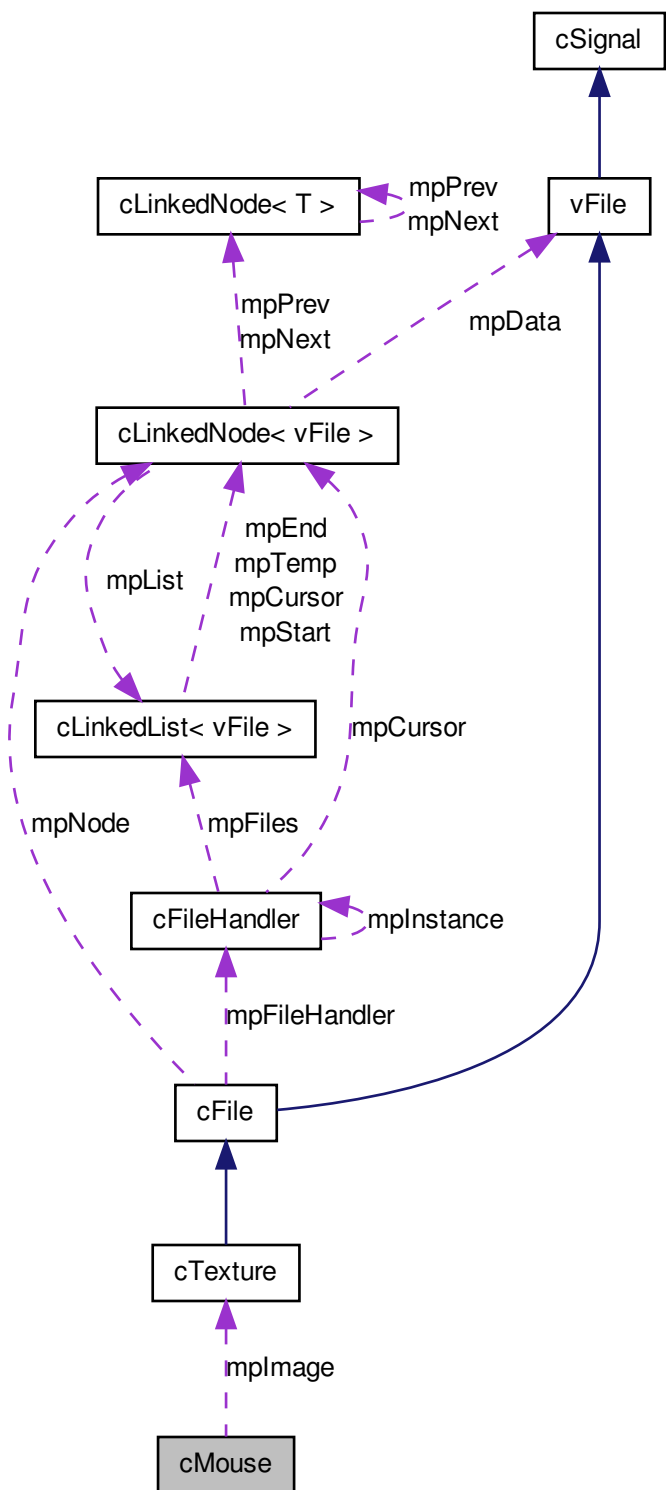 cSignal
cLinkedNode< T >
mpPrev
mpNext
vFile
mpPrev
mpNext
mpData
cLinkedNode< vFile >
mpList
mpEnd
mpTemp
mpCursor
mpStart
cLinkedList< vFile >
mpCursor
mpNode
mpFiles
cFileHandler
mpInstance
mpFileHandler
cFile
cTexture
mpImage
cMouse